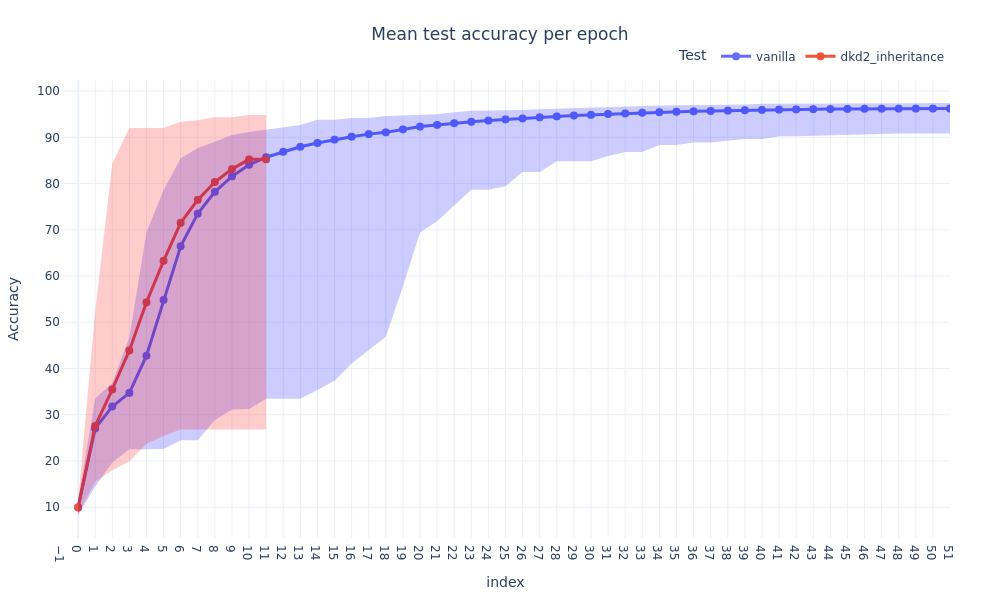 Mean test accuracy per epoch
Test vanilla dkd2_inheritance
Accuracy
100
90
80
70
60
50
40
30
20
10
−1 0 1 2 3 4 5 6 7 8 9 10 11 12 13 14 15 16 17 18 19 20 21 22 23 24 25 26 27 28 29 30 31 32 33 34 35 36 37 38 39 40 41 42 43 44 45 46 47 48 49 50 51
index